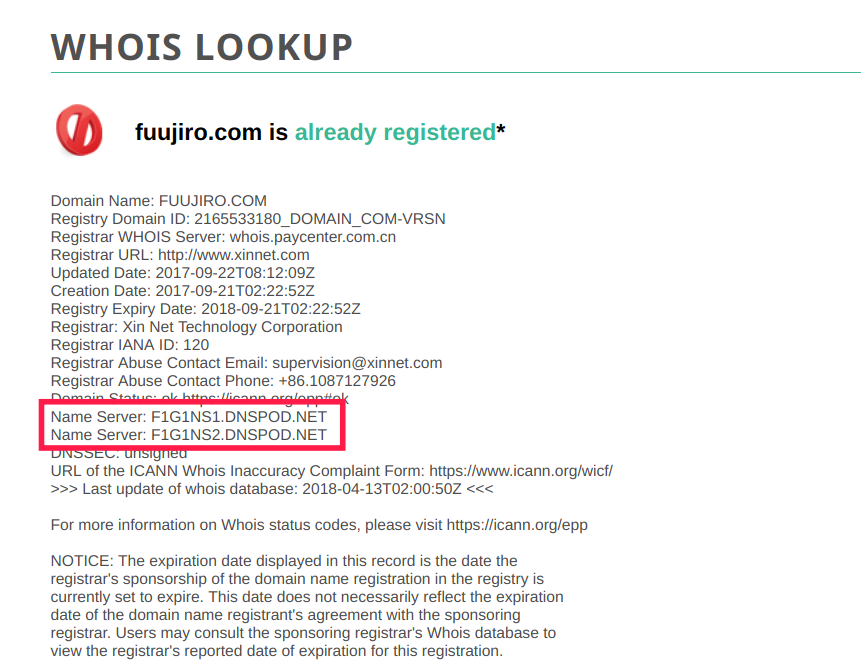 WHOIS LOOKUP
fuujiro.com is already registered*
Domain Name: FUUJIRO.COM
Registry Domain ID: 2165533180_DOMAIN_COM-VRSN
Registrar WHOIS Server: whois.paycenter.com.cn
Registrar URL: http://www.xinnet.com
Updated Date: 2017-09-22T08:12:09Z
Creation Date: 2017-09-21T02:22:52Z
Registry Expiry Date: 2018-09-21T02:22:52Z
Registrar: Xin Net Technology Corporation
Registrar IANA ID: 120
Registrar Abuse Contact Email: supervision@xinnet.com
Registrar Abuse Contact Phone: +86.1087127926
Domain Status: ok https://icann.org/epp#ok
Name Server: F1G1NS1.DNSPOD.NET
Name Server: F1G1NS2.DNSPOD.NET
DNSSEC: unsigned
URL of the ICANN Whois Inaccuracy Complaint Form: https://www.icann.org/wicf/
>>> Last update of whois database: 2018-04-13T02:00:50Z <<<
For more information on Whois status codes, please visit https://icann.org/epp
NOTICE: The expiration date displayed in this record is the date the
registrar's sponsorship of the domain name registration in the registry is
currently set to expire. This date does not necessarily reflect the expiration
date of the domain name registrant's agreement with the sponsoring
registrar. Users may consult the sponsoring registrar's Whois database to
view the registrar's reported date of expiration for this registration.